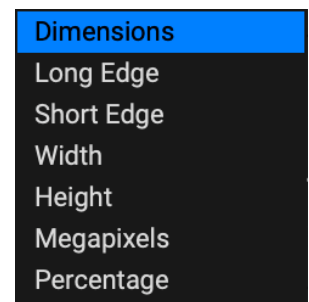 Dimensions
Long Edge
Short Edge
Width
Height
Megapixels
Percentage